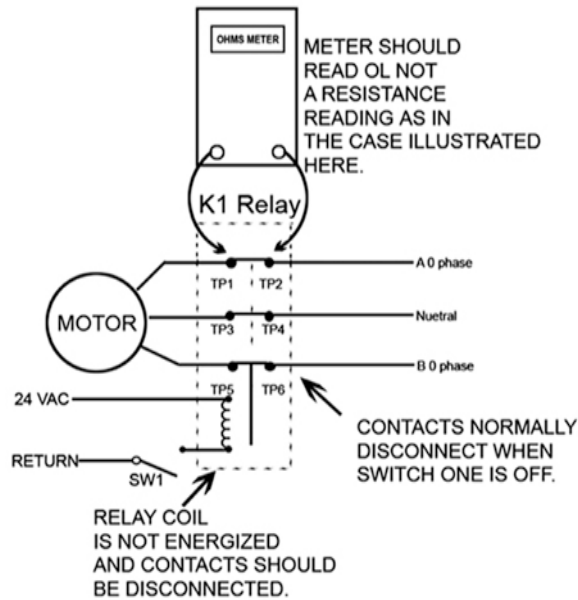 OHMS METER
METER SHOULD
READ OL NOT
A RESISTANCE
READING AS IN
THE CASE ILLUSTRATED
HERE.
K1 Relay
A 0 phase
TP1
TP2
MOTOR
Nuetral
TP3
TP4
B 0 phase
TP5
TP6
24 VAC
CONTACTS NORMALLY
DISCONNECT WHEN
SWITCH ONE IS OFF.
RETURN
SW1
RELAY COIL
IS NOT ENERGIZED
AND CONTACTS SHOULD
BE DISCONNECTED.